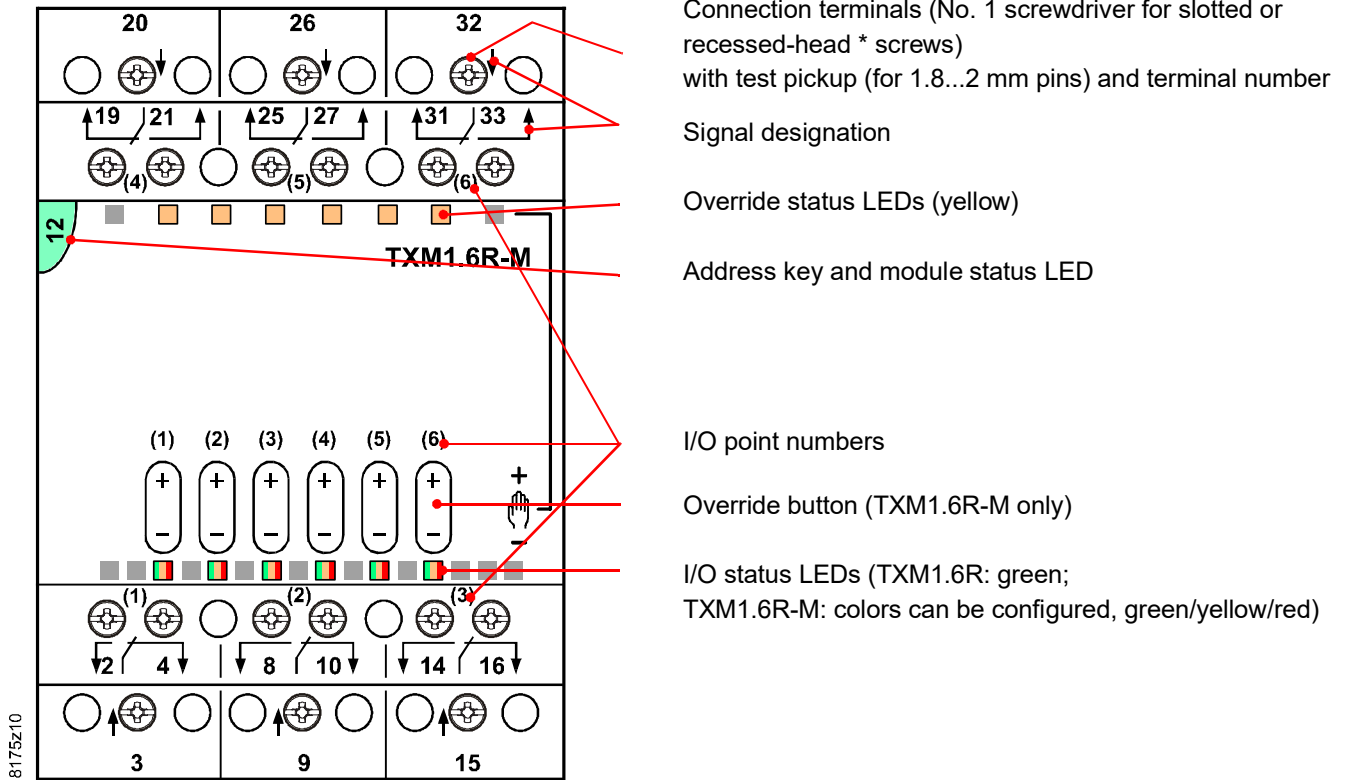 20 26 32
Connection terminals (No. 1 screwdriver for slotted or
recessed-head * screws)
with test pickup (for 1.8...2 mm pins) and terminal number
19 21 25 27 31 33
Signal designation
(4) (5) (6)
Override status LEDs (yellow)
12
TXM1.6R-M
Address key and module status LED
(1) (2) (3) (4) (5) (6)
I/O point numbers
+ + + + + + +
Override button (TXM1.6R-M only)
− − − − − − −
I/O status LEDs (TXM1.6R: green;
TXM1.6R-M: colors can be configured, green/yellow/red)
(1) (2) (3)
2 4 8 10 14 16
3 9 15
8175z10